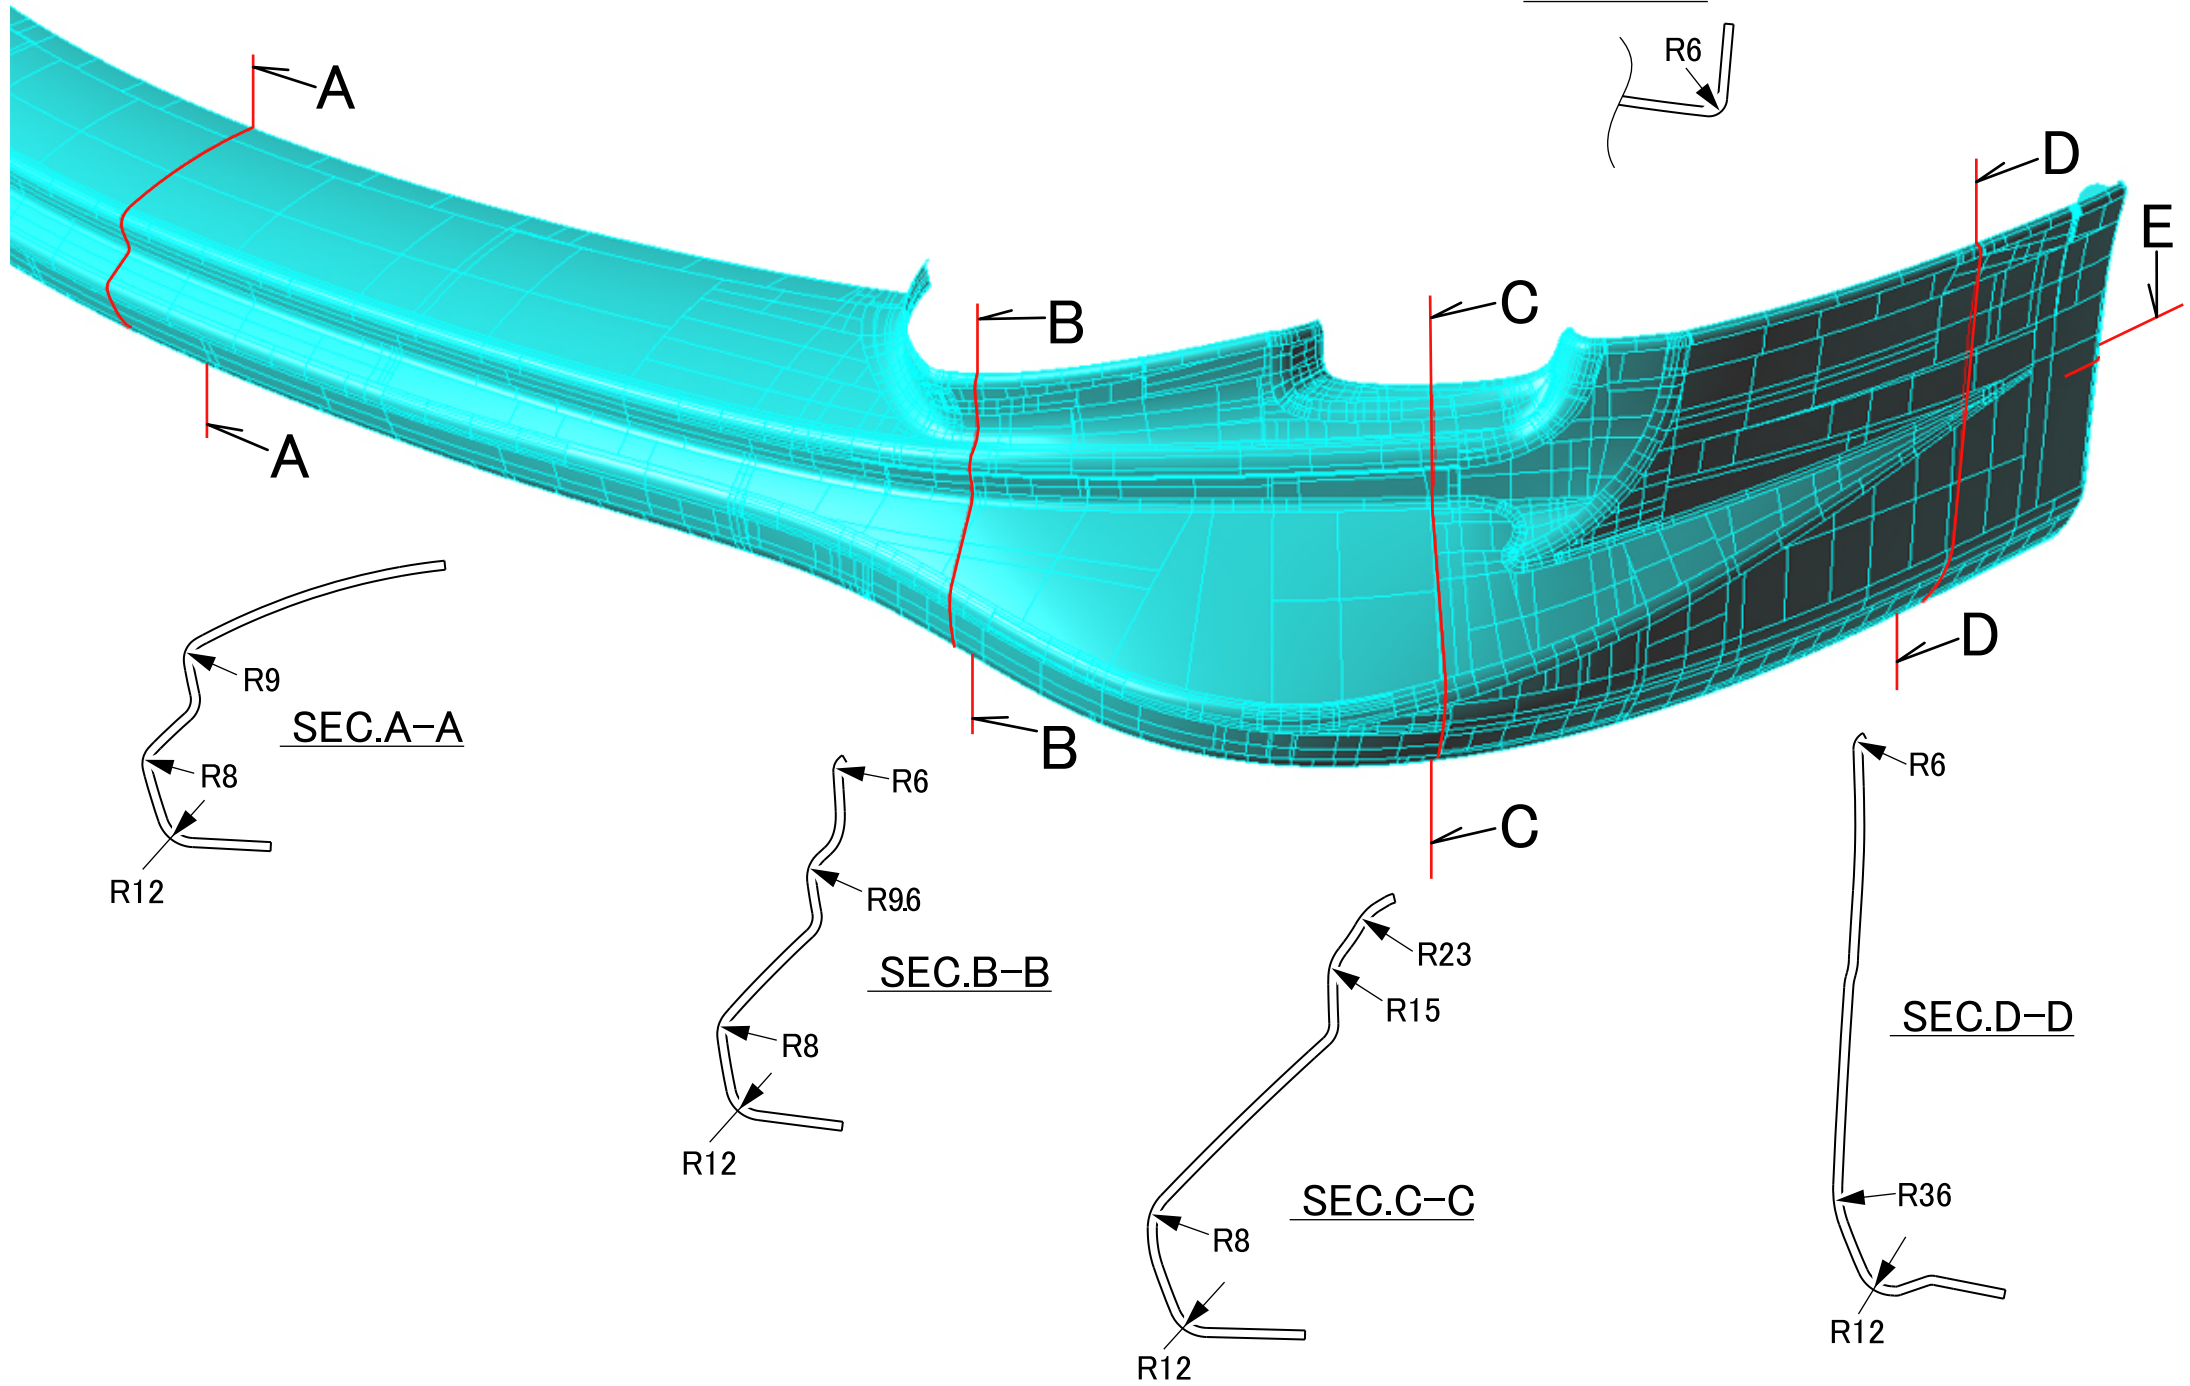 R6
A
D
E
B
C
A
R9
SEC.A-A
R8
R12
D
B
R6
R9.6
SEC.B-B
R8
R12
C
R23
R15
SEC.C-C
R8
R12
R6
SEC.D-D
R36
R12